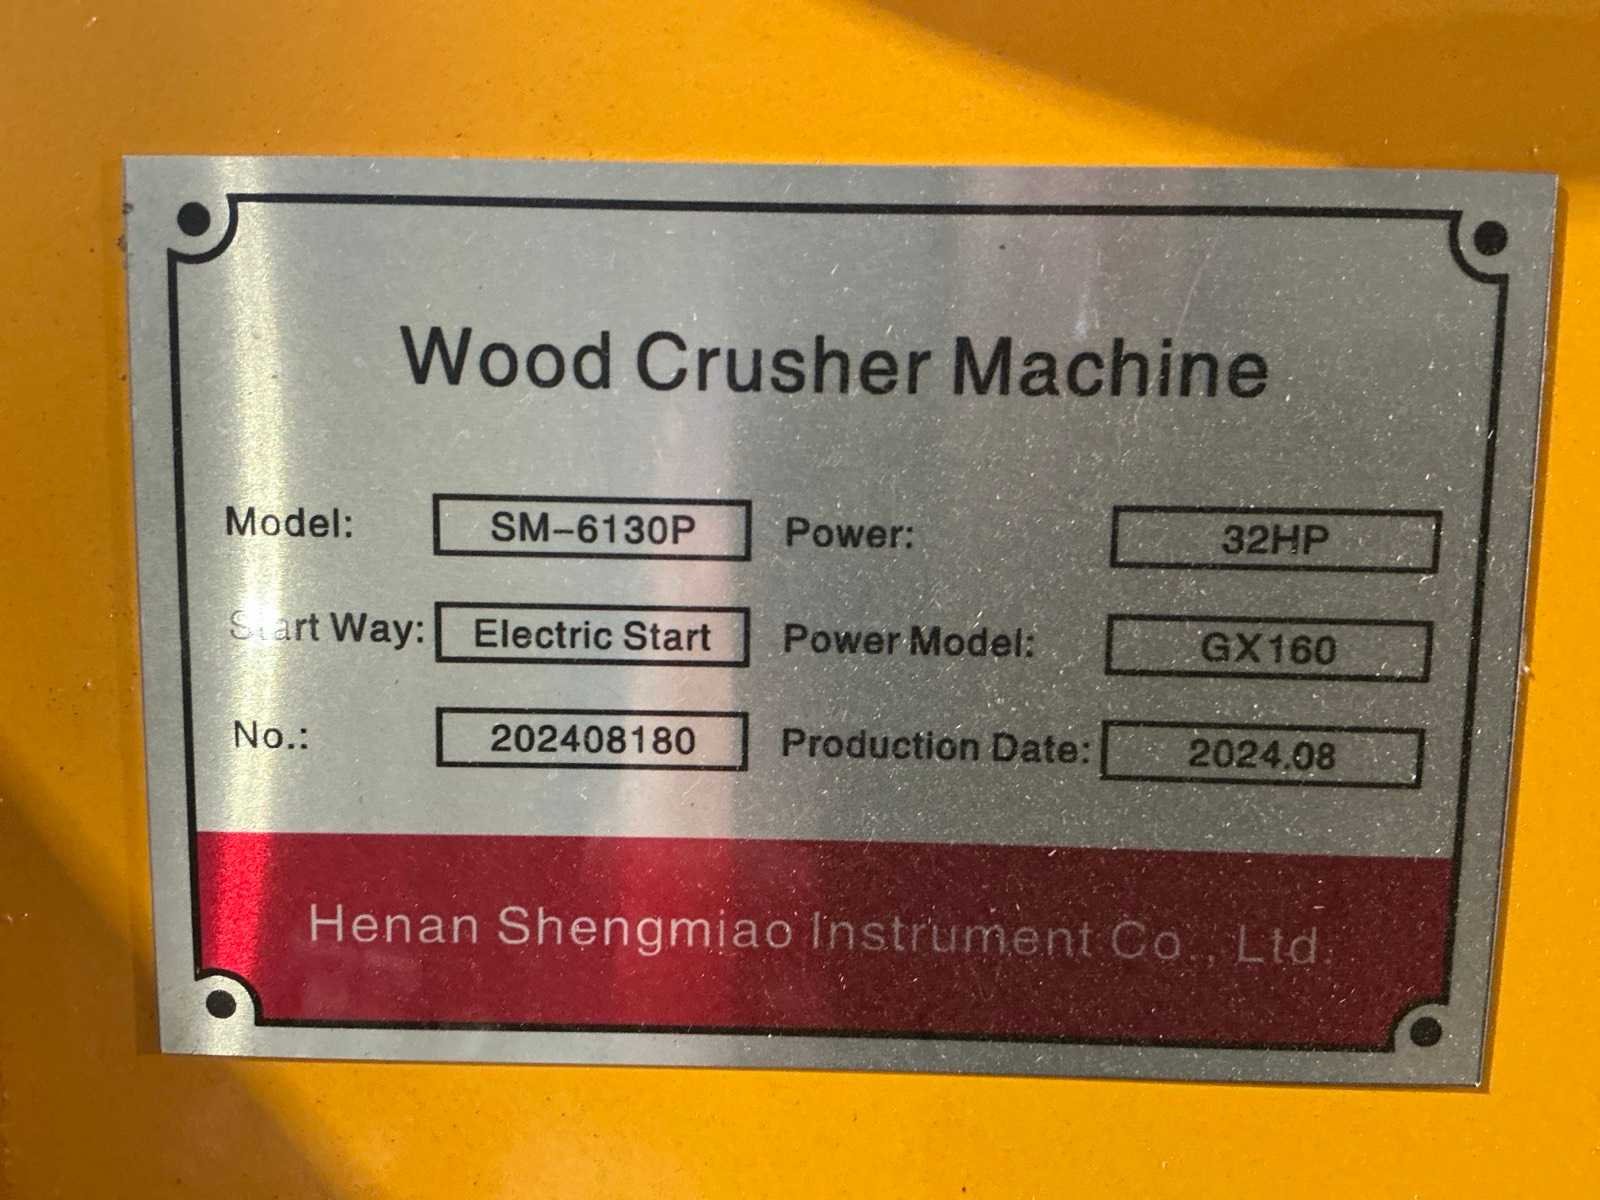 Wood Crusher Machine
Model: SM-6130P Power: 32HP
Start Way: Electric Start Power Model: GX160
No.: 202408180 Production Date: 2024.08
Henan Shengmiao Instrument Co., Ltd.